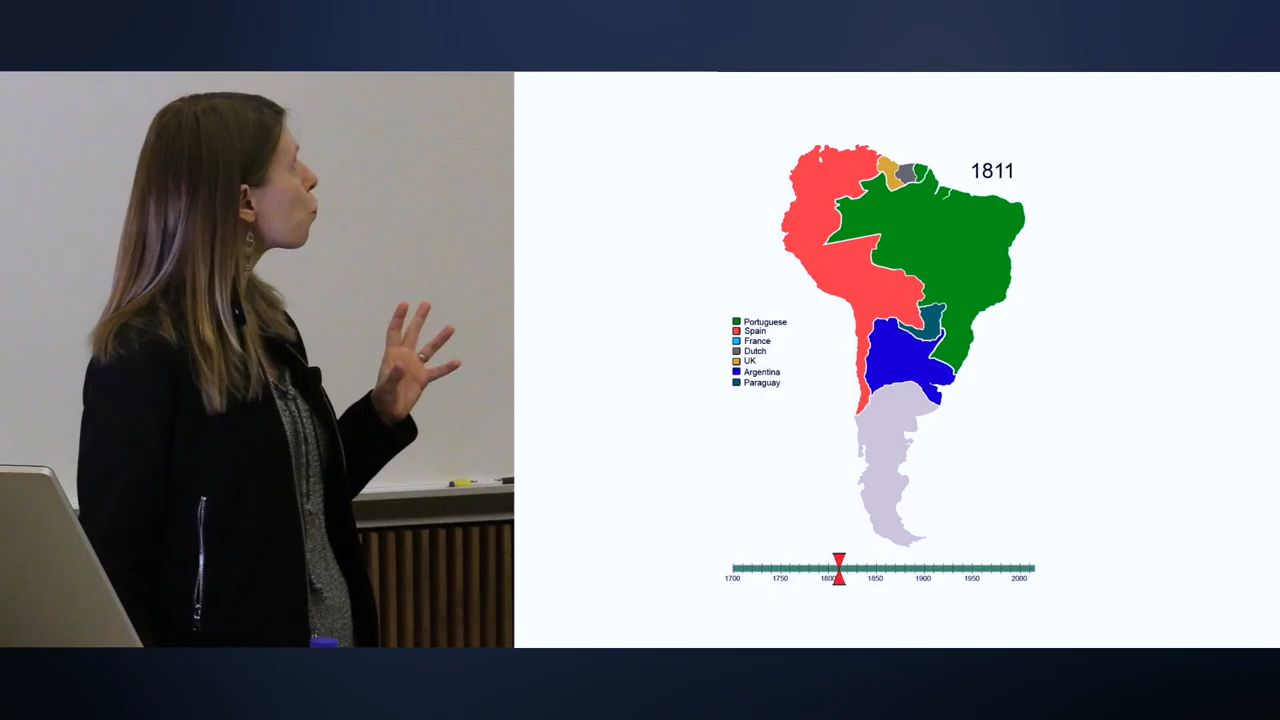 1811
Portuguese
Spain
France
Dutch
UK
Argentina
Paraguay
1700 1750 1800 1850 1900 1950 2000